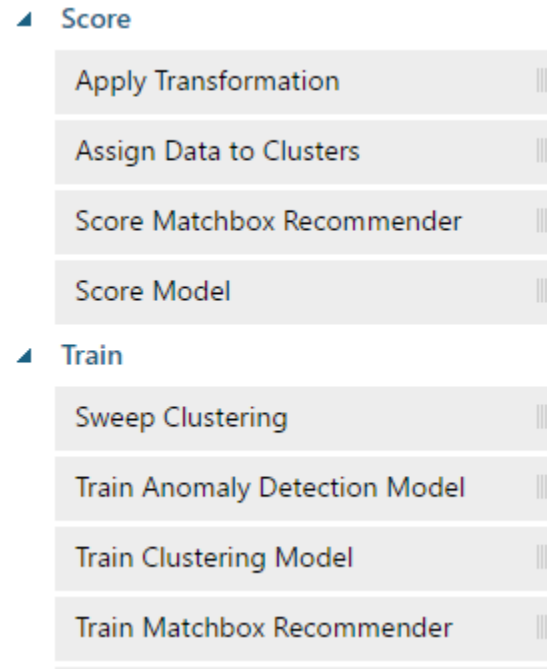 Score
Apply Transformation
Assign Data to Clusters
Score Matchbox Recommender
Score Model
Train
Sweep Clustering
Train Anomaly Detection Model
Train Clustering Model
Train Matchbox Recommender